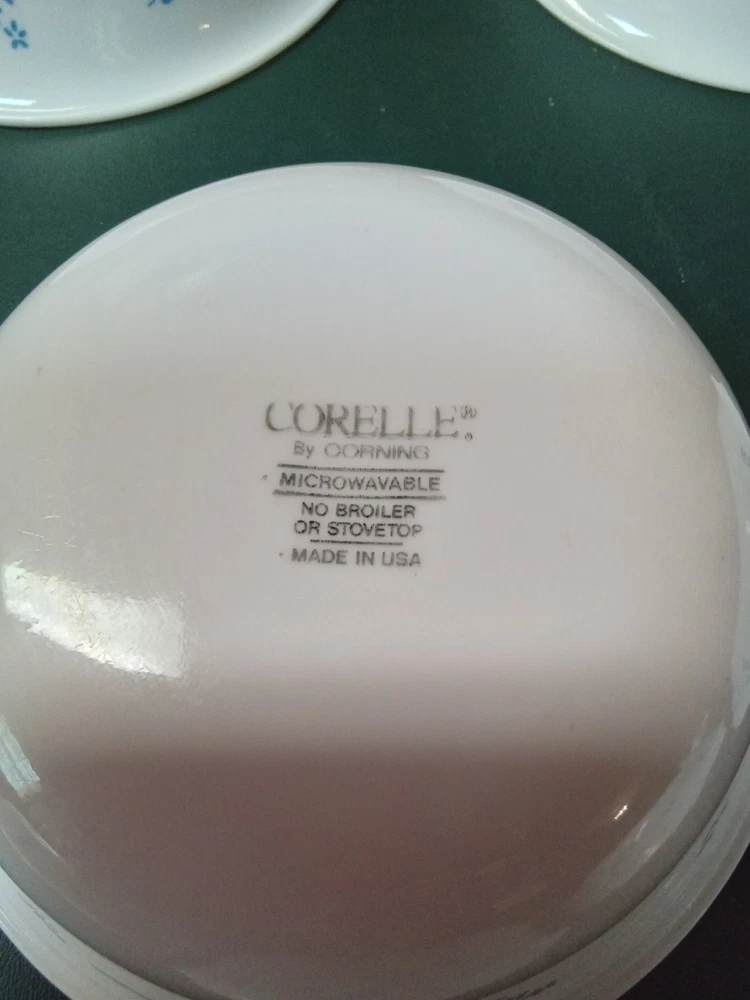 CORELLE®
By CORNING
MICROWAVABLE
NO BROILER
OR STOVETOP
MADE IN USA